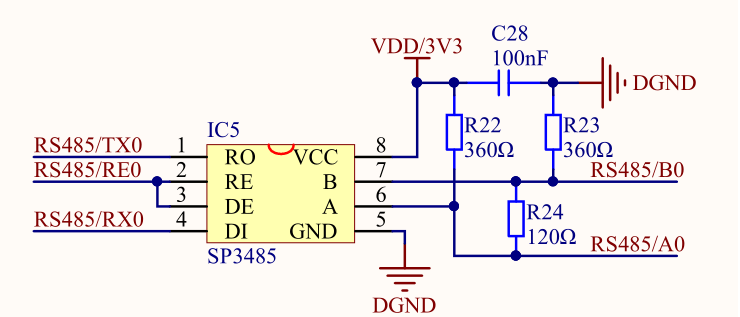 C28
VDD/3V3
100nF
DGND
IC5
R22
R23
RS485/TX0
1
RO
VCC
8
360Ω
360Ω
RS485/RE0
2
RE
B
7
RS485/B0
3
DE
A
6
R24
RS485/RX0
4
DI
GND
5
120Ω
RS485/A0
SP3485
DGND